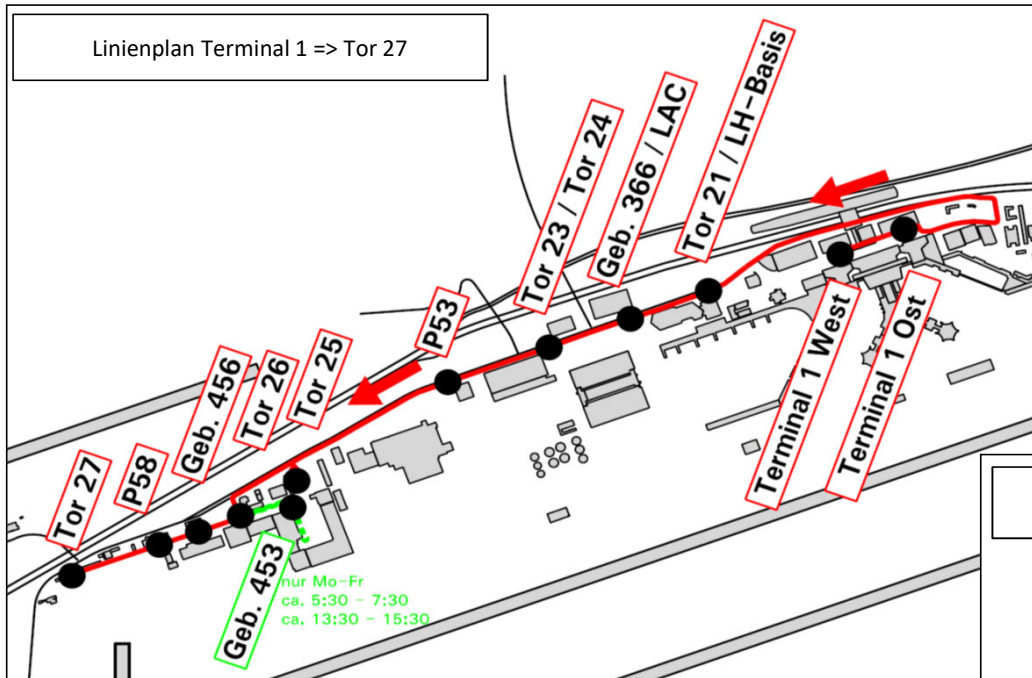 Linienplan Terminal 1 => Tor 27
Tor 27
P58
Geb. 456
Tor 26
Tor 25
P53
Tor 23 / Tor 24
Geb. 366 / LAC
Tor 21 / LH-Basis
Terminal 1 West
Terminal 1 Ost
Geb. 453
nur Mo-Fr
ca. 5:30 - 7:30
ca. 13:30 - 15:30